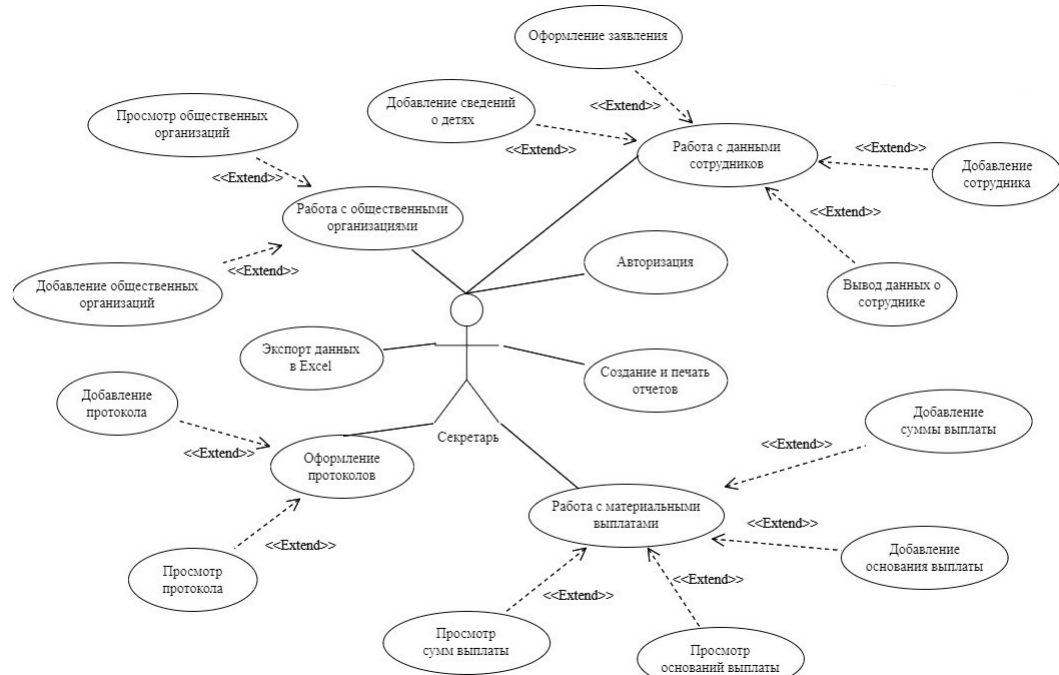 Оформление заявления
<<Extend>>
Добавление сведений
о детях
<<Extend>>
Просмотр общественных
организаций
<<Extend>>
Работа с данными
сотрудников
<<Extend>>
Добавление
сотрудника
Работа с общественными
организациями
<<Extend>>
<<Extend>>
Добавление общественных
организаций
Авторизация
Вывод данных о
сотруднике
Экспорт данных
в Excel
Создание и печать
отчетов
Добавление
протокола
<<Extend>>
Секретарь
Добавление
суммы выплаты
<<Extend>>
Оформление
протоколов
Работа с материальными
выплатами
<<Extend>>
Добавление
основания выплаты
<<Extend>>
Просмотр
протокола
<<Extend>>
<<Extend>>
Просмотр
сумм выплаты
Просмотр
оснований выплаты